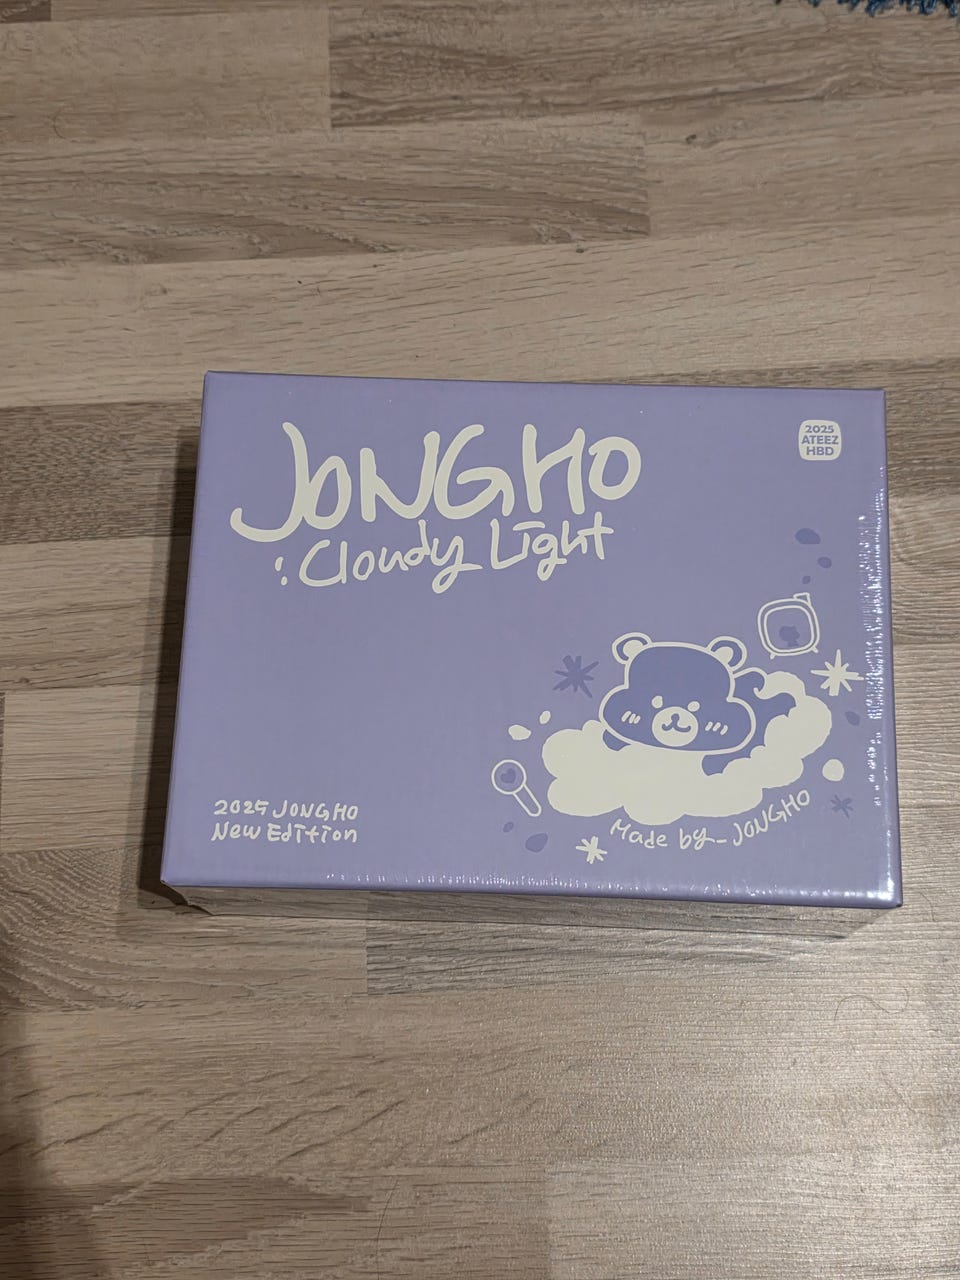 JONGHO
: Cloudy Light
2025
ATEEZ
HBD
2025 JONGHO
New Edition
Made by_ JONGHO